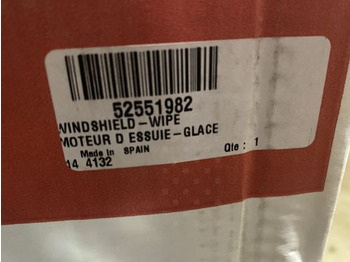 52551982
WINDSHIELD-WIPE
MOTEUR D ESSUIE-GLACE
Made In SPAIN Qte : 1
14 4132